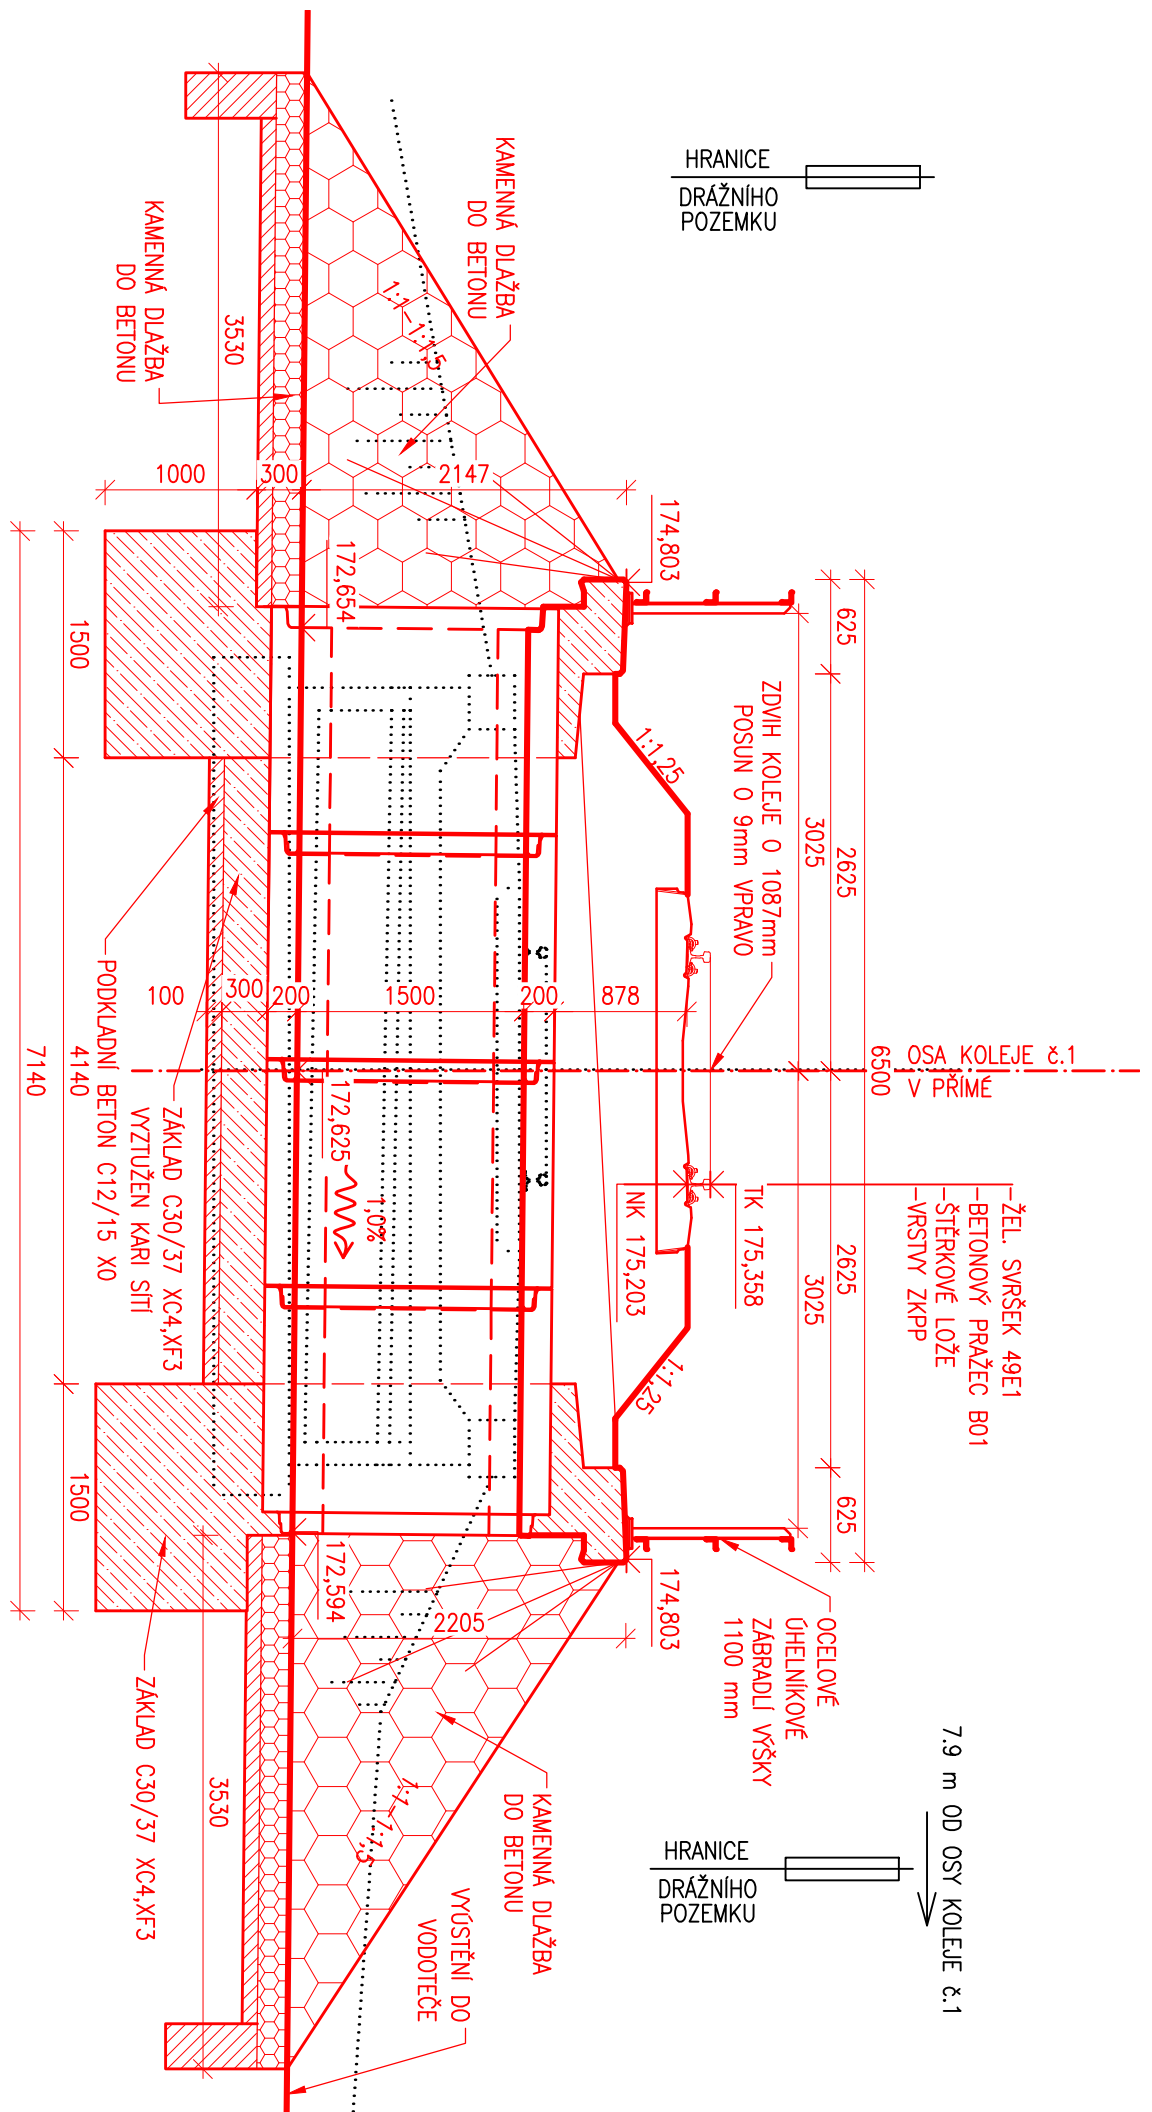 HRANICE
DRÁŽNÍHO
POZEMKU
KAMENNÁ DLAŽBA
DO BETONU
KAMENNÁ DLAŽBA
DO BETONU
1:1-1:1,5
3530
1000
300
2147
174,803
172,654
1500
625
ZDVIH KOLEJE O 1087mm
POSUN O 9mm VPRAVO
1:1,25
3025
2625
100
300
200
1500
200
878
7140
4140
6500
OSA KOLEJE č.1
V PŘÍMÉ
PODKLADNÍ BETON C12/15 X0
ZÁKLAD C30/37 XC4,XF3
VYZTUŽEN KARI SÍTÍ
172,625
1,0%
NK 175,203
TK 175,358
-ŽEL. SVRŠEK 49E1
-BETONOVÝ PRAŽEC B01
-ŠTĚRKOVÉ LOŽE
-VRSTVY ZKPP
2625
3025
1:1,25
1500
625
172,594
2205
174,803
OCELOVÉ
ÚHELNÍKOVÉ
ZÁBRADLÍ VÝŠKY
1100 mm
ZÁKLAD C30/37 XC4,XF3
3530
1:1-1:1,5
KAMENNÁ DLAŽBA
DO BETONU
VYÚSTĚNÍ DO
VODOTEČE
HRANICE
DRÁŽNÍHO
POZEMKU
7.9 m OD OSY KOLEJE č.1